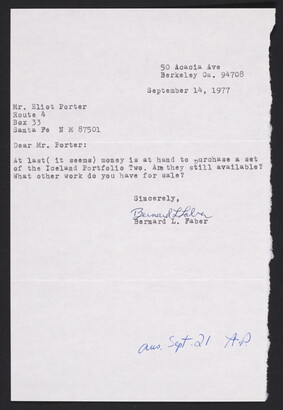 50 Acacia Ave
Berkeley Ca. 94708
September 14, 1977
Mr. Eliot Porter
Route 4
Box 33
Santa Fe N M 87501
Dear Mr. Porter:
At last( it seems) money is at hand to purchase a set
of the Iceland Portfolio Two. Are they still available?
What other work do you have for sale?
Sincerely,
Bernard L Faber
Bernard L. Faber
ans. Sept. 21 A.P.